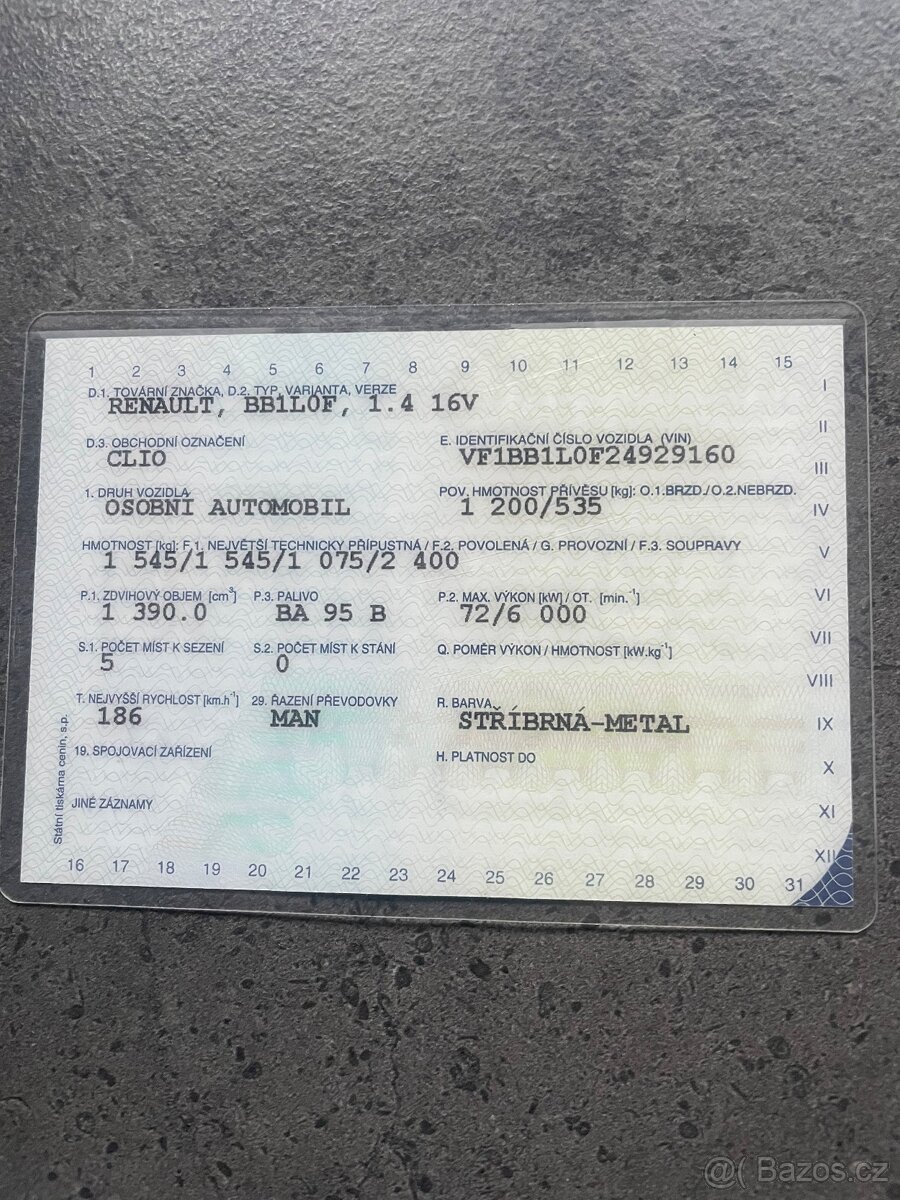 1 2 3 4 5 6 7 8 9 10 11 12 13 14 15
D.1. TOVÁRNÍ ZNAČKA, D.2. TYP, VARIANTA, VERZE
I
RENAULT, BB1L0F, 1.4 16V
II
D.3. OBCHODNÍ OZNAČENÍ E. IDENTIFIKAČNÍ ČÍSLO VOZIDLA (VIN)
CLIO VF1BB1L0F24929160
III
1. DRUH VOZIDLA POV. HMOTNOST PŘÍVĚSU [kg]: O.1.BRZD./O.2.NEBRZD.
OSOBNÍ AUTOMOBIL 1 200/535
IV
HMOTNOST [kg]: F.1. NEJVĚTŠÍ TECHNICKY PŘÍPUSTNÁ / F.2. POVOLENÁ / G. PROVOZNÍ / F.3. SOUPRAVY
V
1 545/1 545/1 075/2 400
P.1. ZDVIHOVÝ OBJEM [cm³] P.3. PALIVO P.2. MAX. VÝKON [kW] / OT. [min.⁻¹]
VI
1 390.0 BA 95 B 72/6 000
VII
S.1. POČET MÍST K SEZENÍ S.2. POČET MÍST K STÁNÍ Q. POMĚR VÝKON / HMOTNOST [kW.kg⁻¹]
5 0
VIII
T. NEJVYŠŠÍ RYCHLOST [km.h⁻¹] 29. ŘAZENÍ PŘEVODOVKY R. BARVA
186 MAN STŘÍBRNÁ-METAL
IX
19. SPOJOVACÍ ZAŘÍZENÍ H. PLATNOST DO
X
JINÉ ZÁZNAMY
XI
XII
Státní tiskárna cenin, s.p.
16 17 18 19 20 21 22 23 24 25 26 27 28 29 30 31
@( Bazos.cz